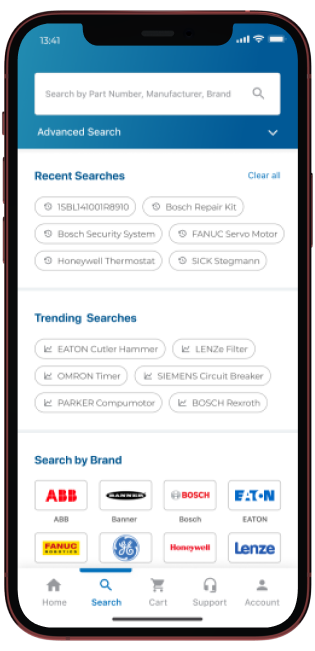 13:41
Search by Part Number, Manufacturer, Brand
Advanced Search
Recent Searches Clear all
1SBL141001R8910 Bosch Repair Kit
Bosch Security System FANUC Servo Motor
Honeywell Thermostat SICK Stegmann
Trending Searches
EATON Cutler Hammer LENZe Filter
OMRON Timer SIEMENS Circuit Breaker
PARKER Compumotor BOSCH Rexroth
Search by Brand
ABB BANNER BOSCH EATON
ABB Banner Bosch EATON
FANUC GE Honeywell Lenze
ROBOTICS
Home Search Cart Support Account